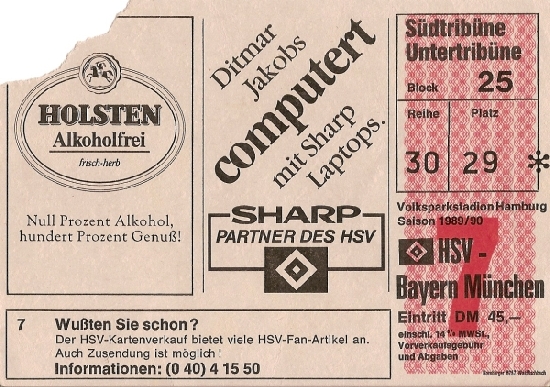 HOLSTEN
Alkoholfrei
frisch-herb
Null Prozent Alkohol,
hundert Prozent Genuß!
Ditmar
Jakobs
computert
mit Sharp
Laptops.
SHARP
PARTNER DES HSV
7 Wußten Sie schon?
Der HSV-Kartenverkauf bietet viele HSV-Fan-Artikel an.
Auch Zusendung ist möglich!
Informationen: (0 40) 4 15 50
Südtribüne
Untertribüne
Block 25
Reihe Platz
30 29 *
Volksparkstadion Hamburg
Saison 1989/90
7
HSV -
Bayern München
Eintritt DM 45,—
einschl. 14% MWSt.,
Vorverkaufsgebühr
und Abgaben